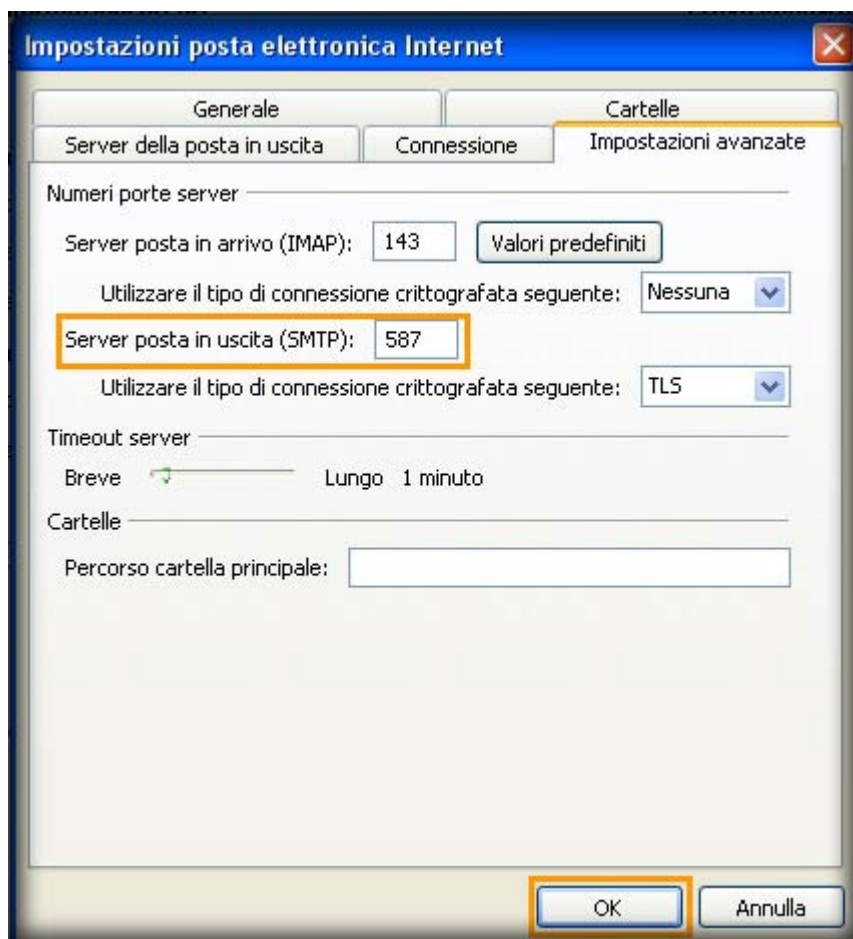 Impostazioni posta elettronica Internet
Generale
Cartelle
Server della posta in uscita
Connessione
Impostazioni avanzate
Numeri porte server
Server posta in arrivo (IMAP): 143 Valori predefiniti
Utilizzare il tipo di connessione crittografata seguente: Nessuna
Server posta in uscita (SMTP): 587
Utilizzare il tipo di connessione crittografata seguente: TLS
Timeout server
Breve Lungo 1 minuto
Cartelle
Percorso cartella principale:
OK Annulla